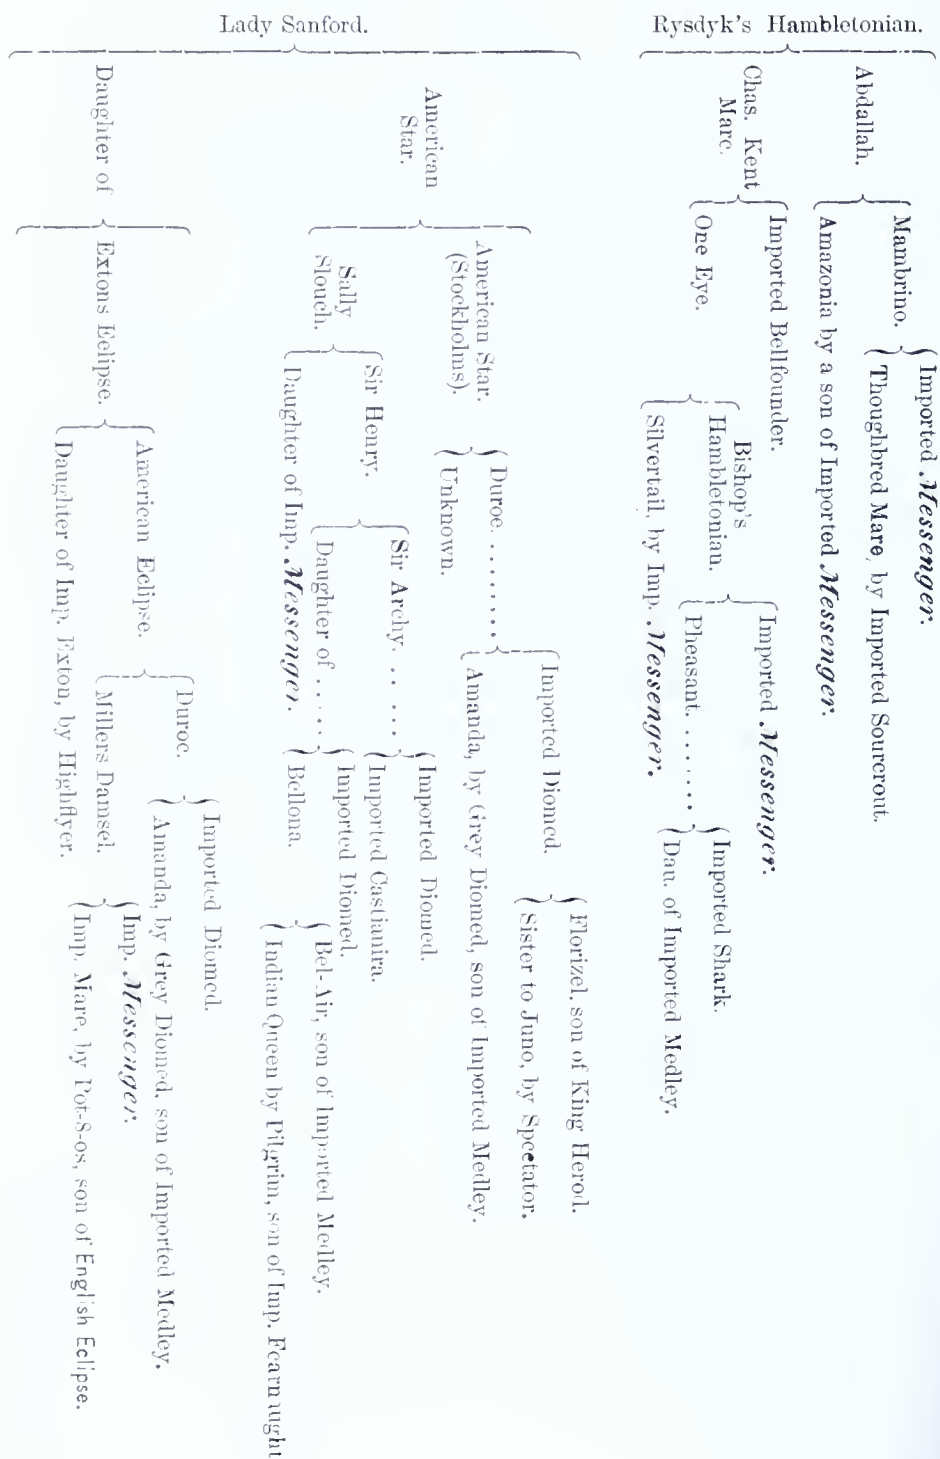 Rysdyk's Hambletonian.
Abdallah.
Mambrino.
Imported Messenger.
Thoughbred Mare, by Imported Sourcrout.
Amazonia by a son of Imported Messenger.
Chas. Kent
Mare.
Imported Bellfounder.
One Eye.
Bishop's
Hambletonian.
Imported Messenger.
Pheasant. . . . . . . .
Imported Shark.
Dau. of Imported Medley.
Silvertail, by Imp. Messenger.
Lady Sanford.
American
Star.
American Star.
(Stockholms).
Duroe. . . . . . . . .
Imported Diomed.
Florizel, son of King Herod.
Sister to Juno, by Spectator.
Amanda, by Grey Diomed, son of Imported Medley.
Unknown.
Sally
Slouch.
Sir Henry.
Sir Archy. . . . . .
Imported Diomed.
Imported Castianira.
Daughter of . . . . .
Imported Diomed.
Bellona.
Bel-Air, son of Imported Medley.
Indian Queen by Pilgrim, son of Imp. Fearnaught
Daughter of Imp. Messenger.
Daughter of
Extons Eclipse.
American Eclipse.
Duroc.
Imported Diomed.
Amanda, by Grey Diomed, son of Imported Medley.
Millers Damsel.
Imp. Messenger.
Imp. Mare, by Pot-8-os, son of English Eclipse.
Daughter of Imp. Exton, by Highflyer.